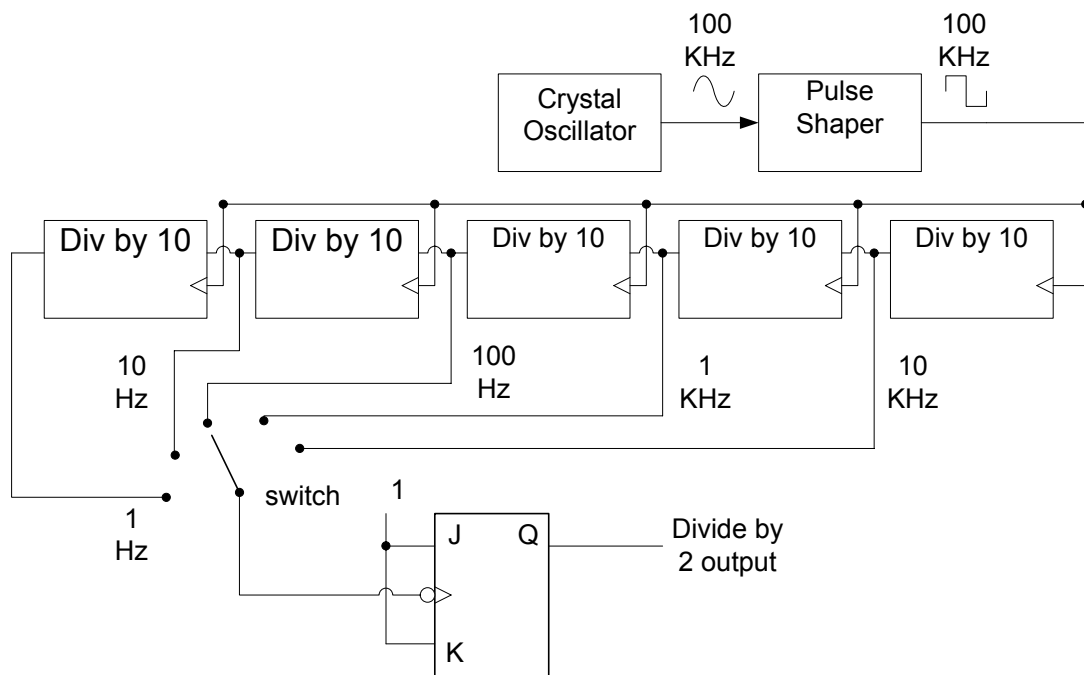 100
KHz
100
KHz
Crystal
Oscillator
Pulse
Shaper
Div by 10
Div by 10
Div by 10
Div by 10
Div by 10
10
Hz
100
Hz
1
KHz
10
KHz
1
Hz
switch
1
J
Q
K
Divide by
2 output